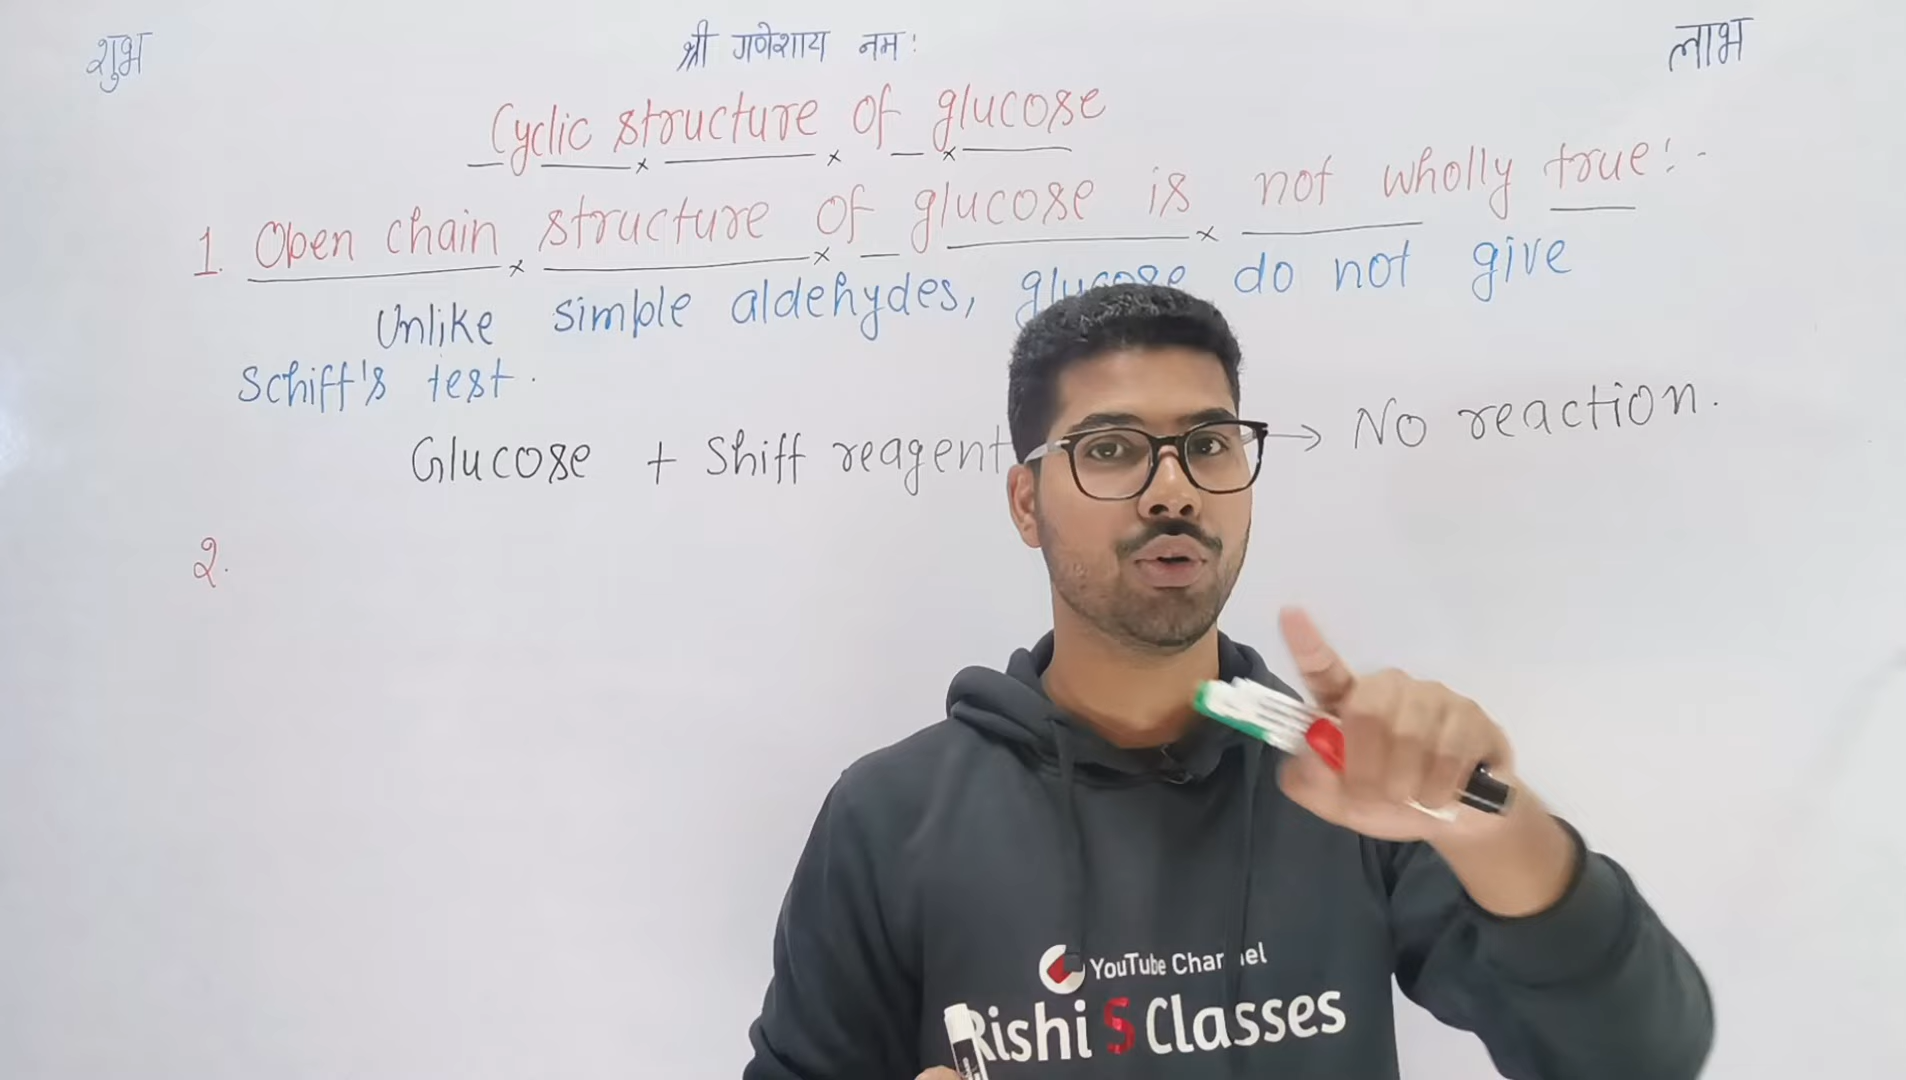 शुभ श्री गणेशाय नमः लाभ
Cyclic structure of glucose
1. Open chain structure of glucose is not wholly true:-
Unlike simple aldehydes, glucose do not give
Schiff's test.
Glucose + Shiff reagent → No reaction.
2.
YouTube Channel
Rishi S Classes